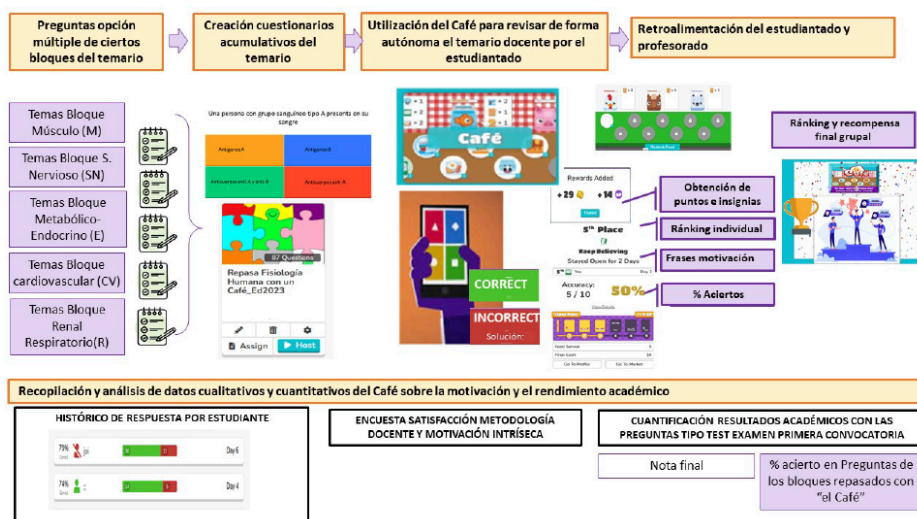 Preguntas opción
múltiple de ciertos
bloques del temario
Creación cuestionarios
acumulativos del
temario
Utilización del Café para revisar de forma
autónoma el temario docente por el
estudiantado
Retroalimentación del estudiantado y
profesorado
Temas Bloque
Músculo (M)
Temas Bloque S.
Nervioso (SN)
Temas Bloque
Metabólico-
Endocrino (E)
Temas Bloque
cardiovascular (CV)
Temas Bloque
Renal
Respiratorio(R)
Una persona con grupo sanguíneo tipo A presenta en su
sangre
87 Questions
Repasa Fisiología
Humana con un
Café_Ed2023
Assign
Host
Café
CORRECT
INCORRECT
Solución:
Rewards Added
+29
+14
5th Place
Keep Believing
Stayed Open for 2 Days
5th
You
Accuracy:
5 / 10
50%
Obtención de
puntos e insignias
Ránking individual
Frases motivación
% Aciertos
Ránking y recompensa
final grupal
Recopilación y análisis de datos cualitativos y cuantitativos del Café sobre la motivación y el rendimiento académico
HISTÓRICO DE RESPUESTA POR ESTUDIANTE
79%
Day 6
74%
Day 4
ENCUESTA SATISFACCIÓN METODOLOGÍA
DOCENTE Y MOTIVACIÓN INTRÍSECA
CUANTIFICACIÓN RESULTADOS ACADÉMICOS CON LAS
PREGUNTAS TIPO TEST EXAMEN PRIMERA CONVOCATORIA
Nota final
% acierto en Preguntas de
los bloques repasados con
"el Café"